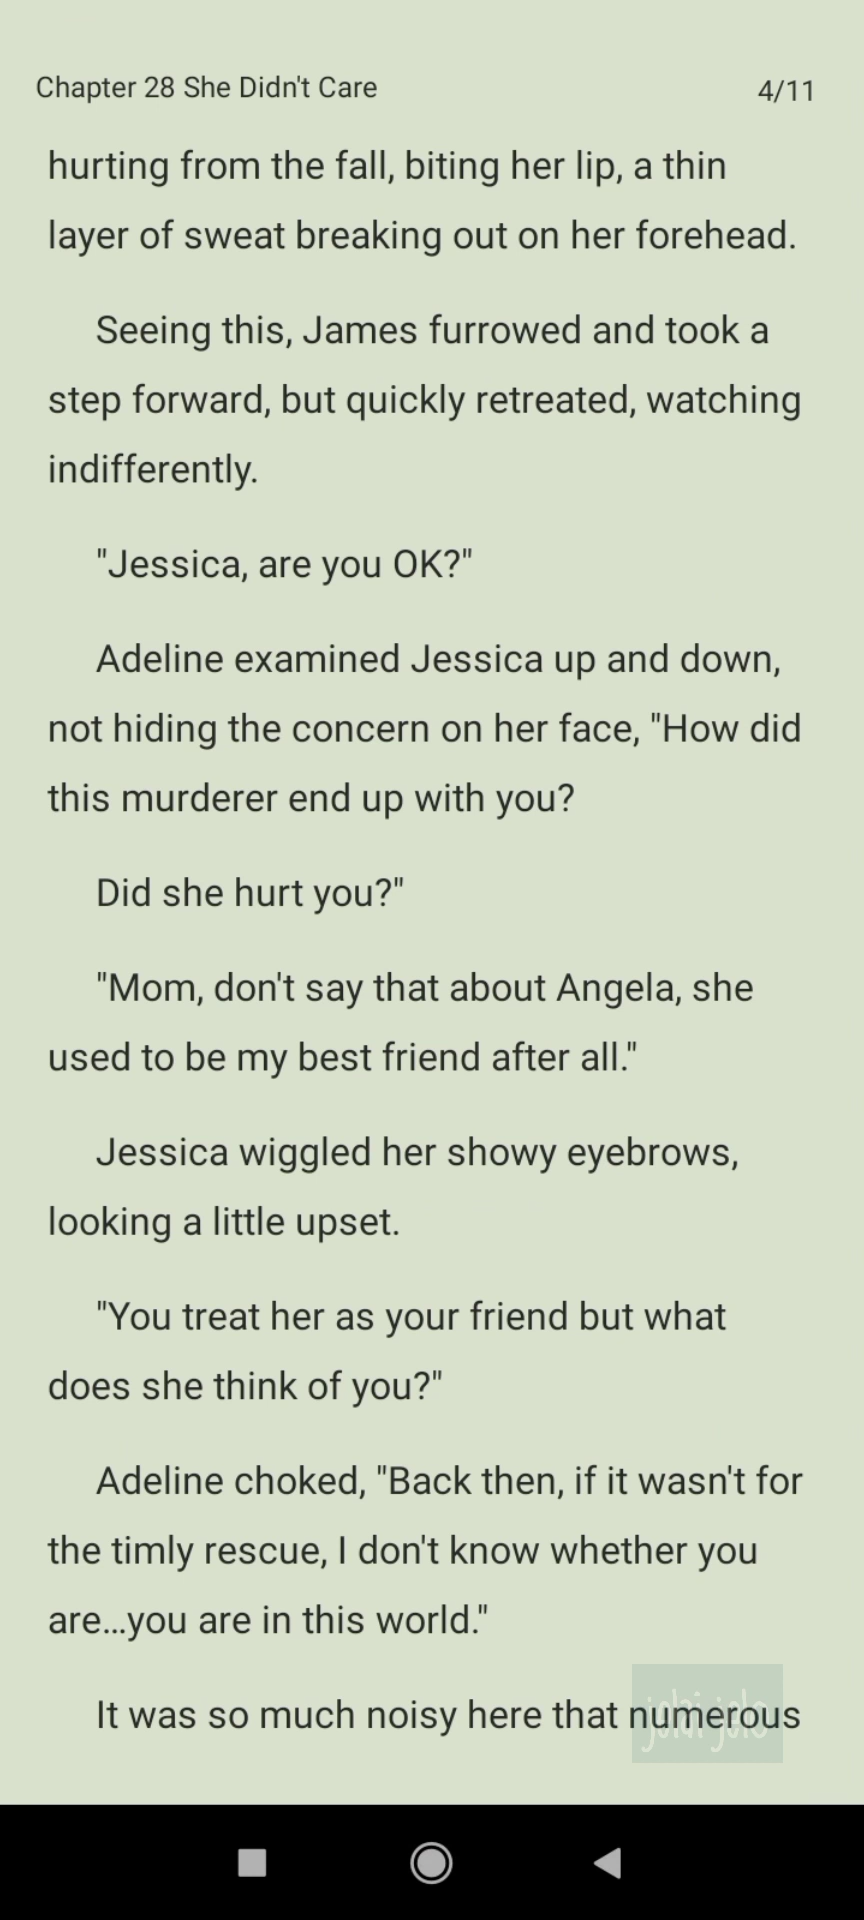 Chapter 28 She Didn't Care
4/11
hurting from the fall, biting her lip, a thin
layer of sweat breaking out on her forehead.
Seeing this, James furrowed and took a
step forward, but quickly retreated, watching
indifferently.
"Jessica, are you OK?"
Adeline examined Jessica up and down,
not hiding the concern on her face, "How did
this murderer end up with you?
Did she hurt you?"
"Mom, don't say that about Angela, she
used to be my best friend after all."
Jessica wiggled her showy eyebrows,
looking a little upset.
"You treat her as your friend but what
does she think of you?"
Adeline choked, "Back then, if it wasn't for
the timly rescue, I don't know whether you
are...you are in this world."
It was so much noisy here that numerous